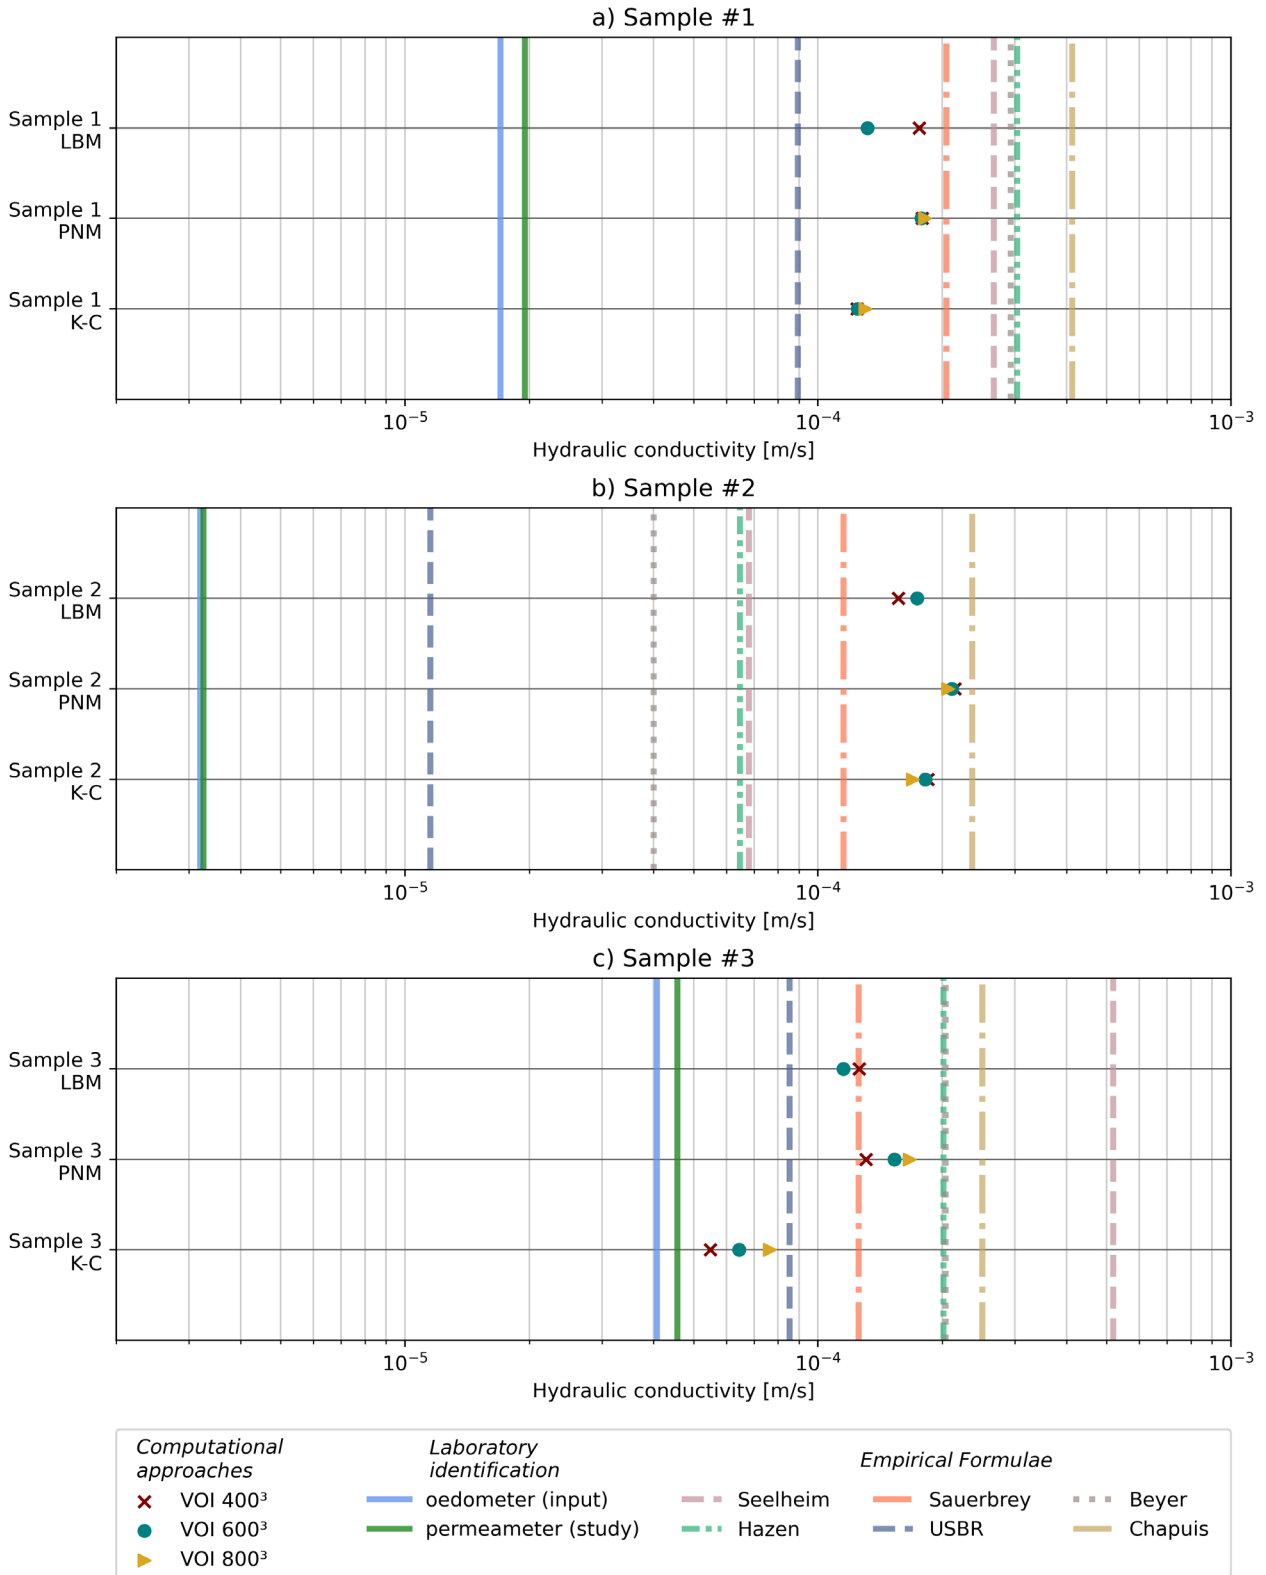 a) Sample #1
Sample 1
LBM
Sample 1
PNM
Sample 1
K-C
10⁻⁵
10⁻⁴
10⁻³
Hydraulic conductivity [m/s]
b) Sample #2
Sample 2
LBM
Sample 2
PNM
Sample 2
K-C
10⁻⁵
10⁻⁴
10⁻³
Hydraulic conductivity [m/s]
c) Sample #3
Sample 3
LBM
Sample 3
PNM
Sample 3
K-C
10⁻⁵
10⁻⁴
10⁻³
Hydraulic conductivity [m/s]
Computational
approaches
VOI 400³
VOI 600³
VOI 800³
Laboratory
identification
oedometer (input)
permeameter (study)
Empirical Formulae
Seelheim
Hazen
Sauerbrey
USBR
Beyer
Chapuis